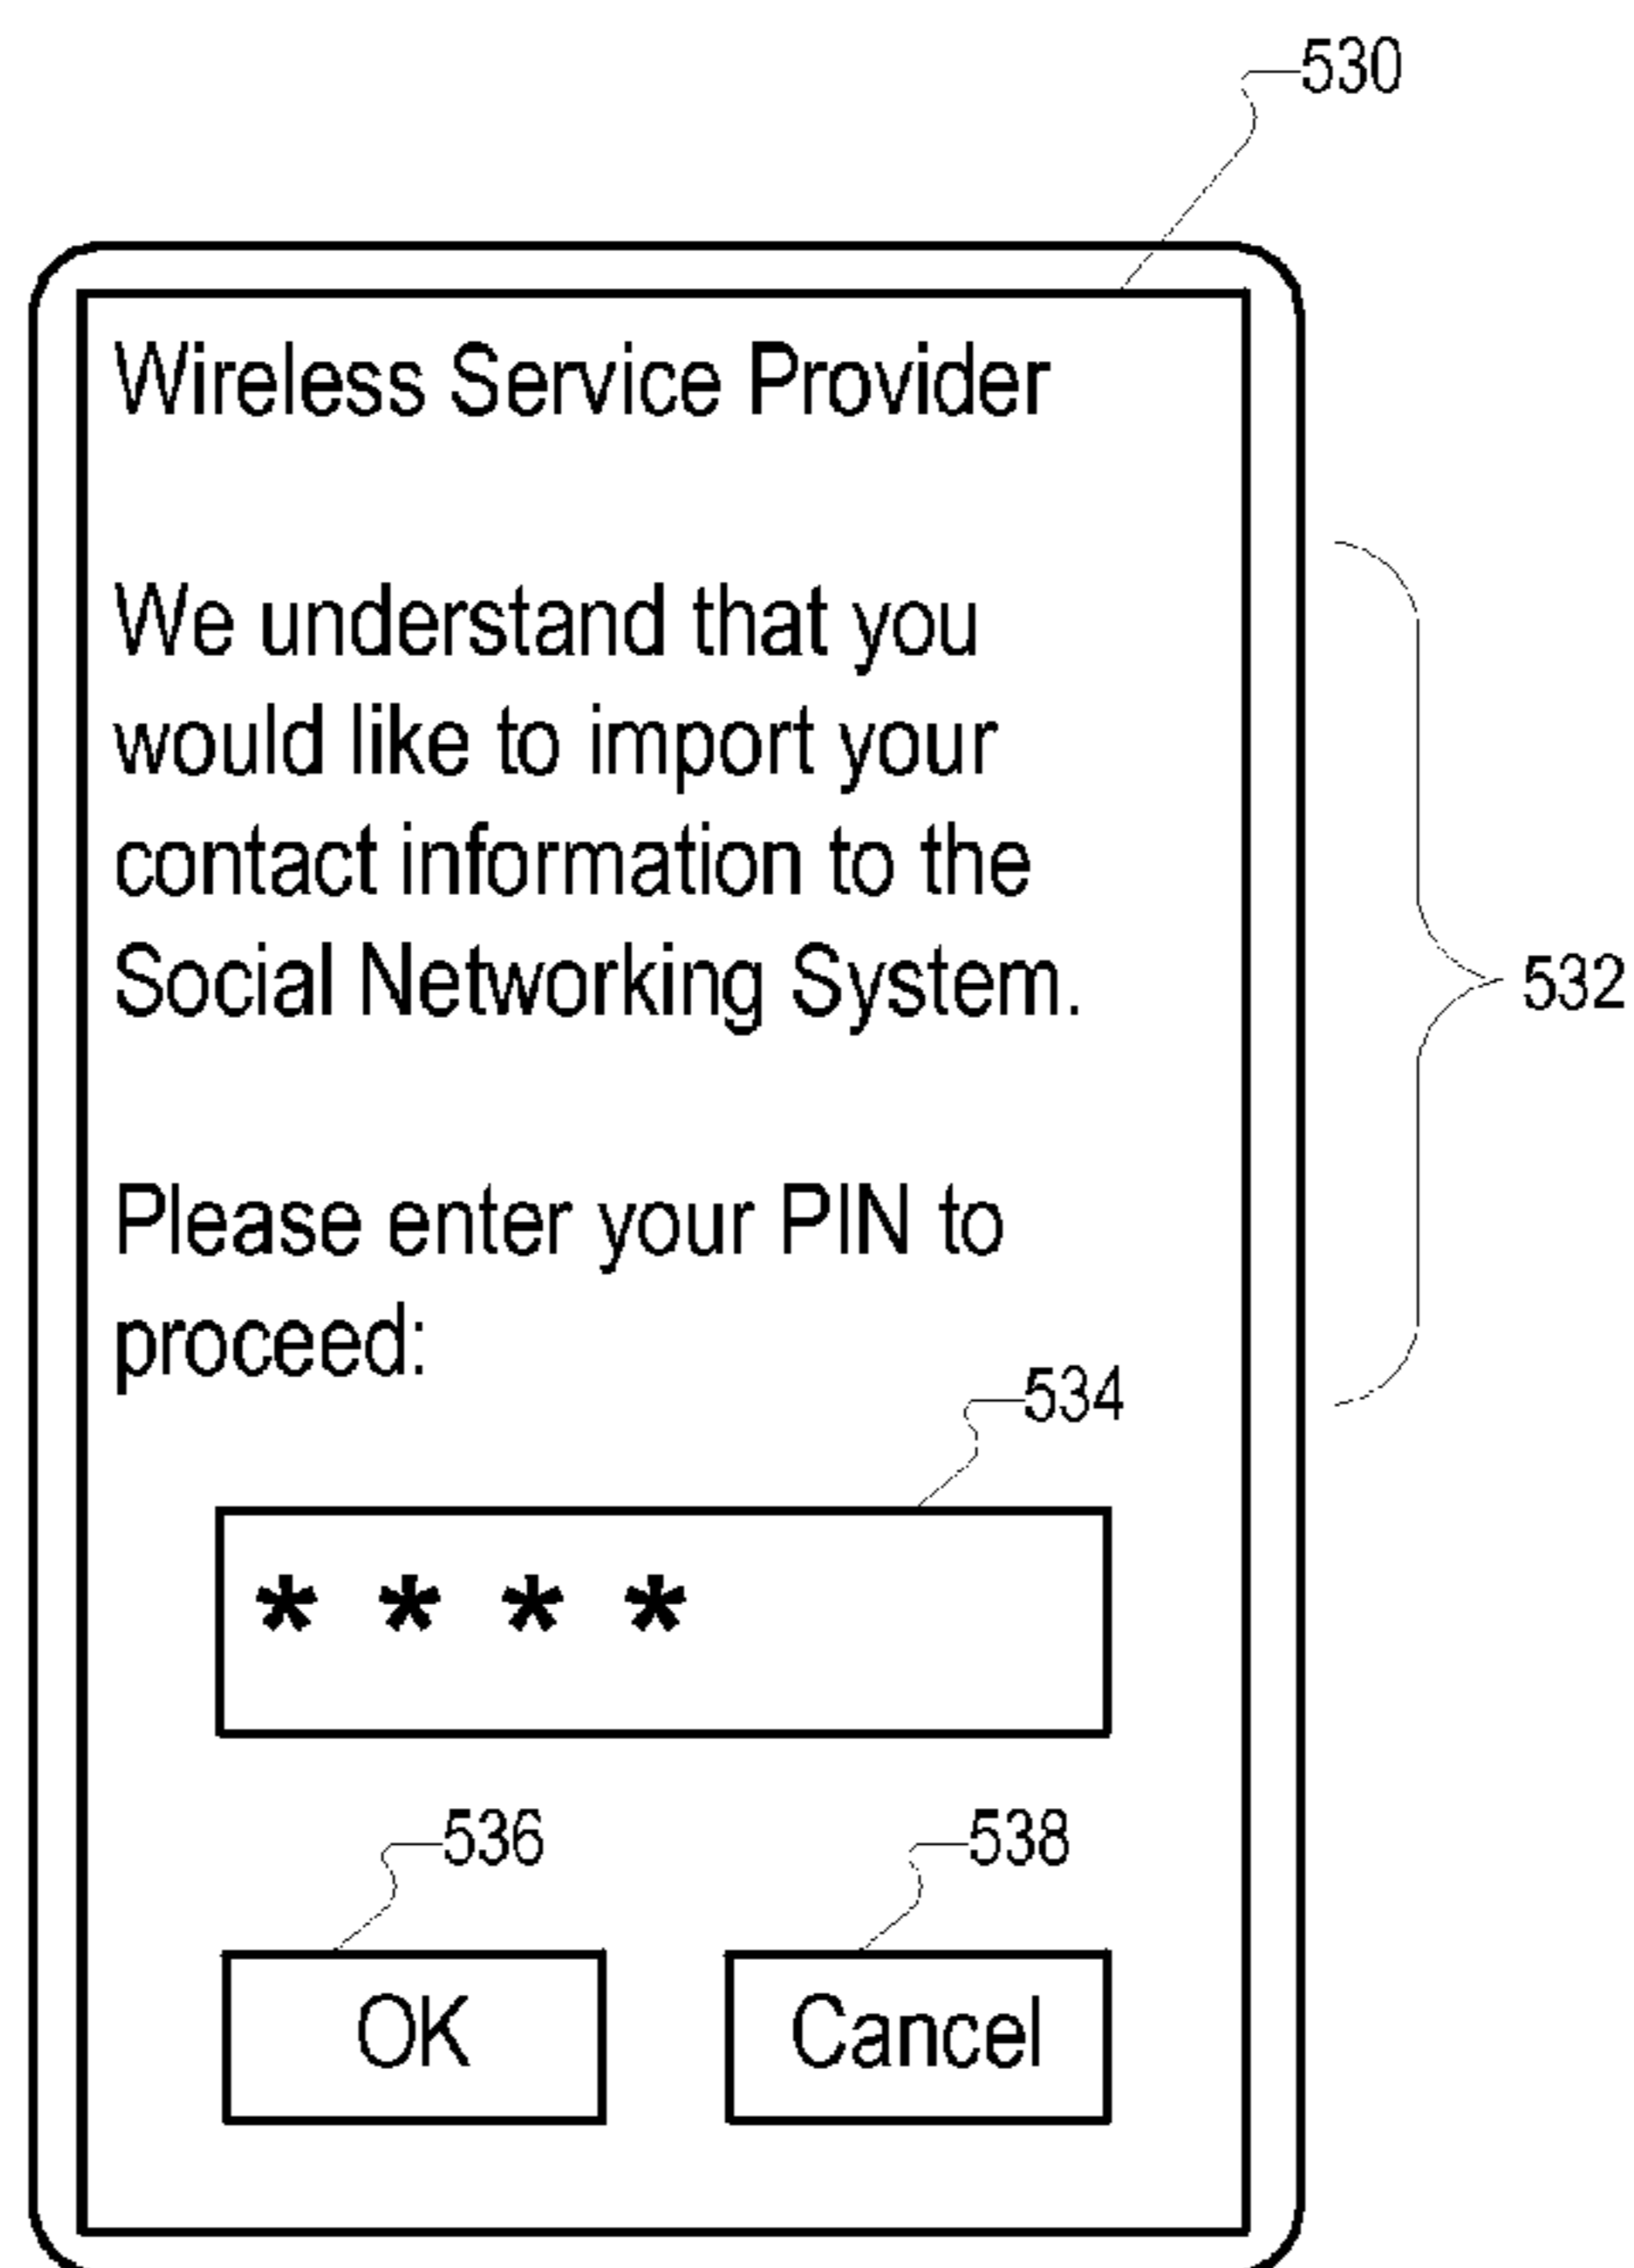 530
Wireless Service Provider
We understand that you
would like to import your
contact information to the
Social Networking System.
532
Please enter your PIN to
proceed:
534
* * * *
536
538
OK
Cancel